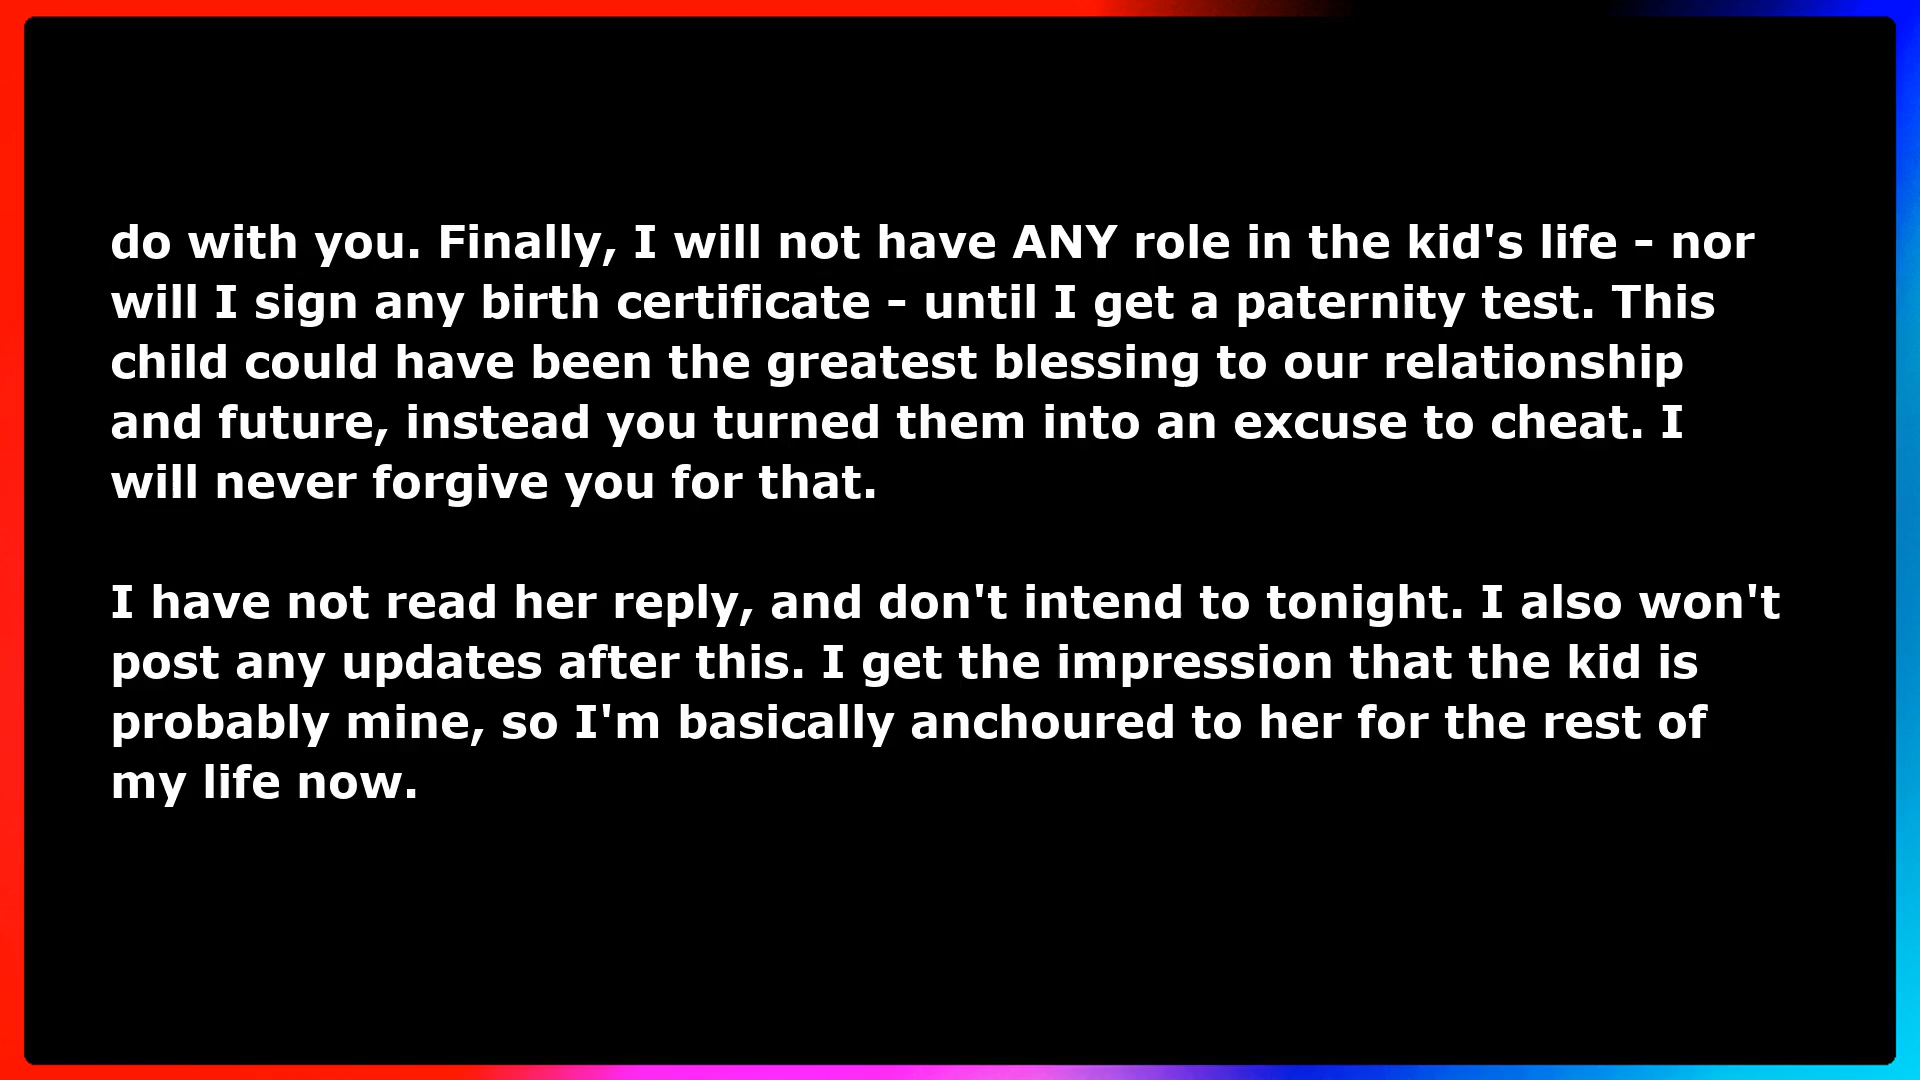 do with you. Finally, I will not have ANY role in the kid's life - nor
will I sign any birth certificate - until I get a paternity test. This
child could have been the greatest blessing to our relationship
and future, instead you turned them into an excuse to cheat. I
will never forgive you for that.
I have not read her reply, and don't intend to tonight. I also won't
post any updates after this. I get the impression that the kid is
probably mine, so I'm basically anchoured to her for the rest of
my life now.